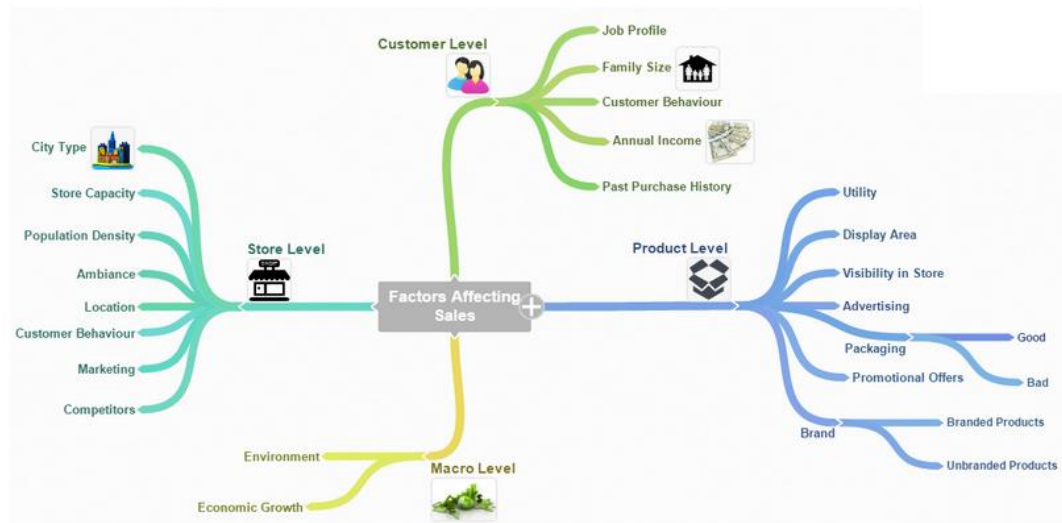 Customer Level
Job Profile
Family Size
Customer Behaviour
Annual Income
Past Purchase History
City Type
Store Capacity
Population Density
Ambiance
Location
Customer Behaviour
Marketing
Competitors
Store Level
SHOP
Factors Affecting
Sales
Product Level
Utility
Display Area
Visibility in Store
Advertising
Packaging
Good
Bad
Promotional Offers
Brand
Branded Products
Unbranded Products
Environment
Economic Growth
Macro Level